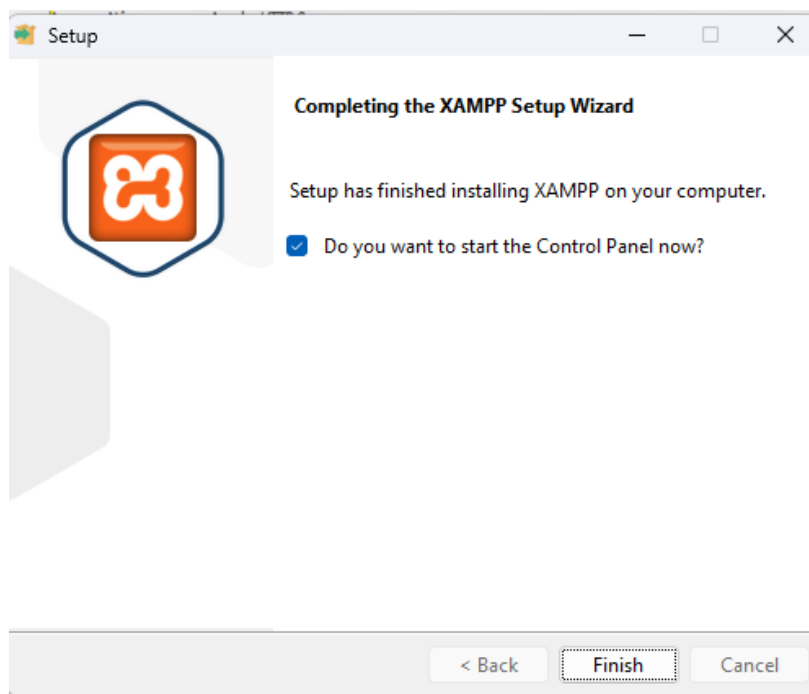 Setup
Completing the XAMPP Setup Wizard
Setup has finished installing XAMPP on your computer.
Do you want to start the Control Panel now?
< Back
Finish
Cancel